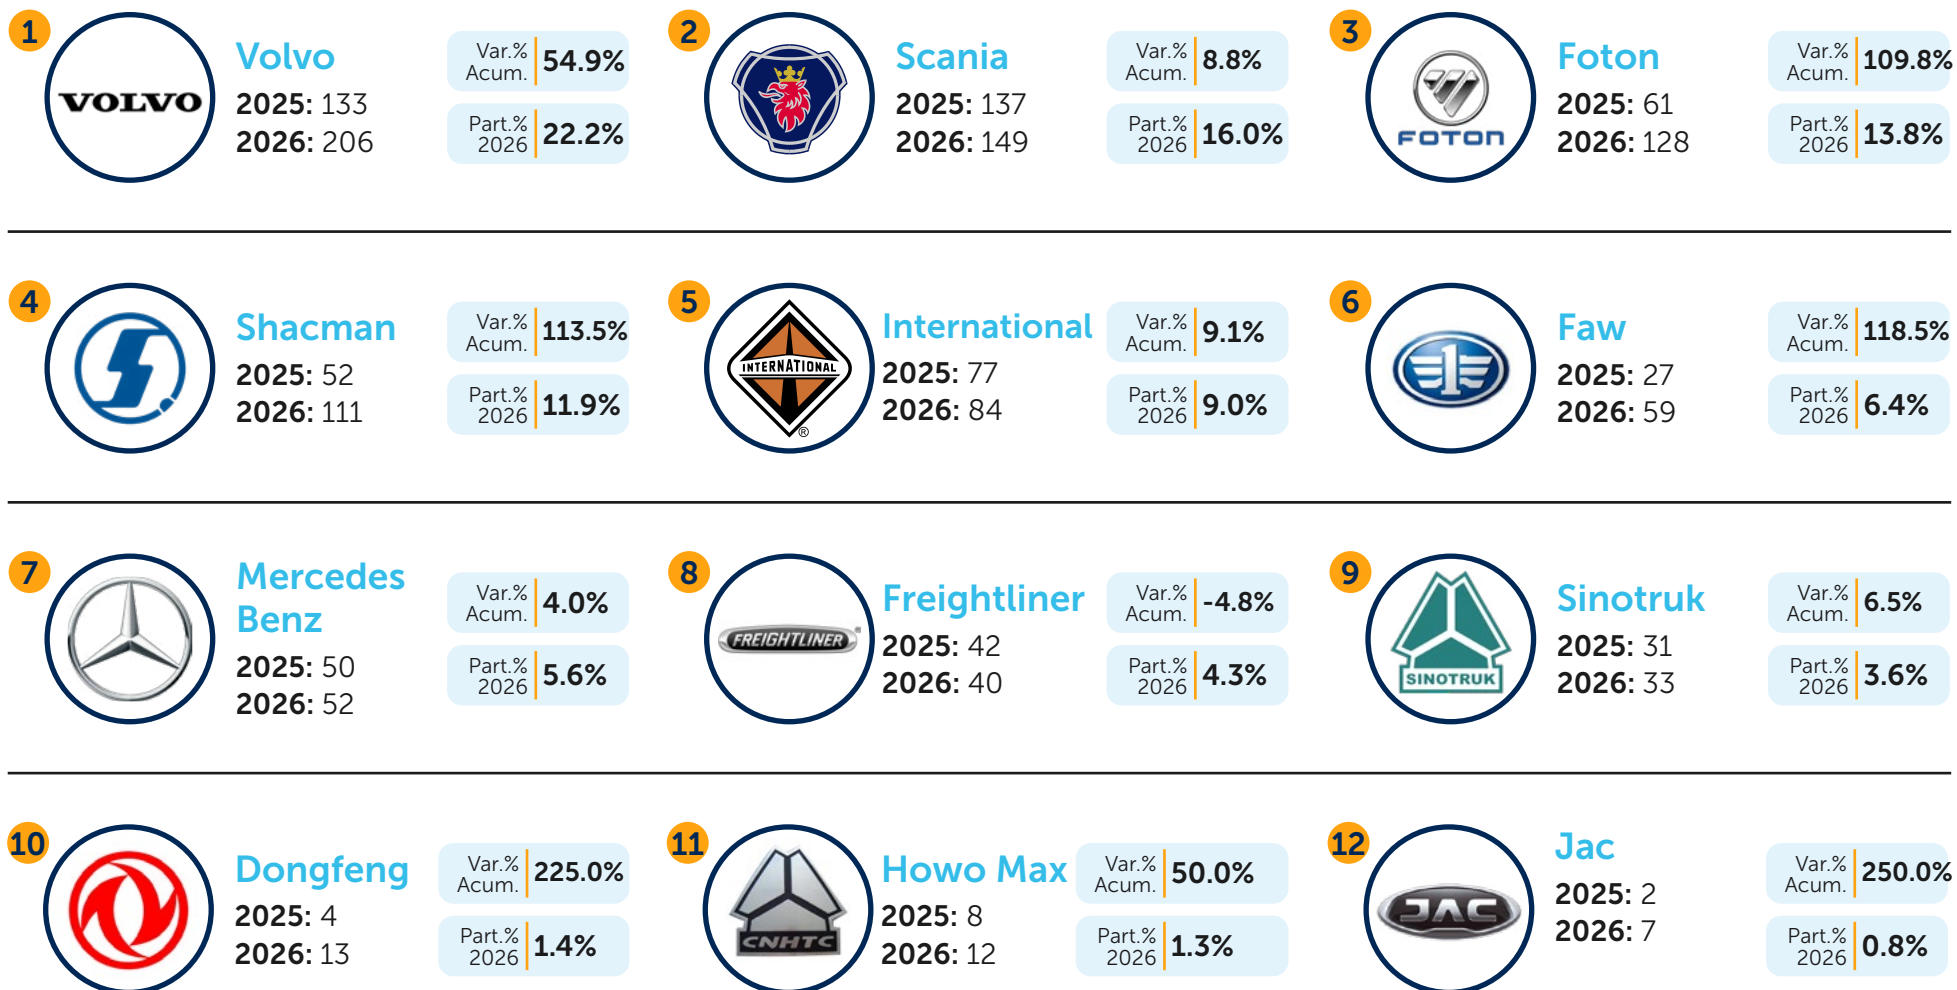 1
VOLVO
Volvo
2025: 133
2026: 206
Var.%
Acum.
54.9%
Part.%
2026
22.2%
2
Scania
2025: 137
2026: 149
Var.%
Acum.
8.8%
Part.%
2026
16.0%
3
FOTON
Foton
2025: 61
2026: 128
Var.%
Acum.
109.8%
Part.%
2026
13.8%
4
Shacman
2025: 52
2026: 111
Var.%
Acum.
113.5%
Part.%
2026
11.9%
5
INTERNATIONAL
®
International
2025: 77
2026: 84
Var.%
Acum.
9.1%
Part.%
2026
9.0%
6
Faw
2025: 27
2026: 59
Var.%
Acum.
118.5%
Part.%
2026
6.4%
7
Mercedes
Benz
2025: 50
2026: 52
Var.%
Acum.
4.0%
Part.%
2026
5.6%
8
FREIGHTLINER
Freightliner
2025: 42
2026: 40
Var.%
Acum.
-4.8%
Part.%
2026
4.3%
9
SINOTRUK
Sinotruk
2025: 31
2026: 33
Var.%
Acum.
6.5%
Part.%
2026
3.6%
10
Dongfeng
2025: 4
2026: 13
Var.%
Acum.
225.0%
Part.%
2026
1.4%
11
CNHTC
Howo Max
2025: 8
2026: 12
Var.%
Acum.
50.0%
Part.%
2026
1.3%
12
JAC
Jac
2025: 2
2026: 7
Var.%
Acum.
250.0%
Part.%
2026
0.8%